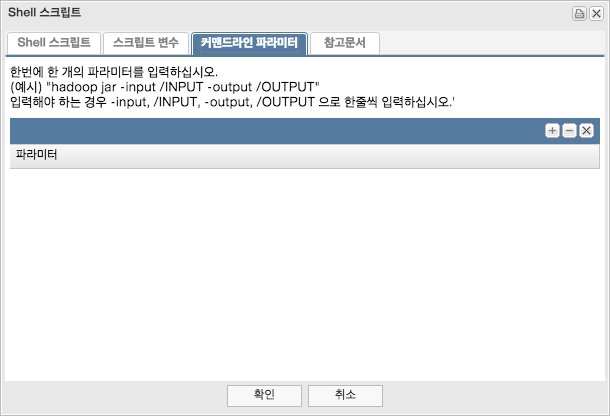 Shell 스크립트
Shell 스크립트 스크립트 변수 커맨드라인 파라미터 참고문서
한번에 한 개의 파라미터를 입력하십시오.
(예시) "hadoop jar -input /INPUT -output /OUTPUT"
입력해야 하는 경우 -input, /INPUT, -output, /OUTPUT 으로 한줄씩 입력하십시오.'
파라미터
확인 취소